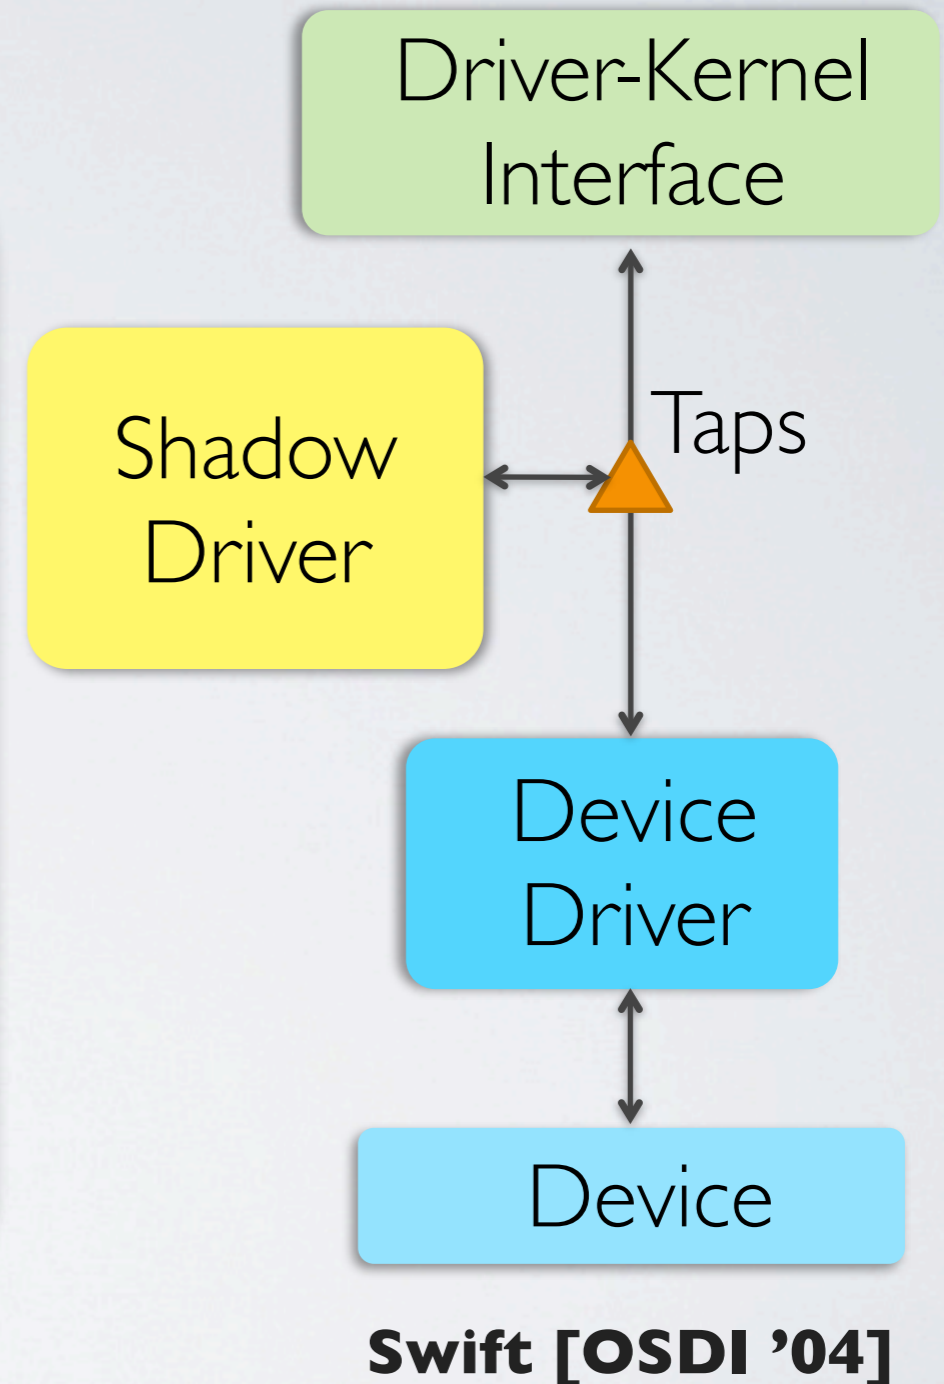 Driver-Kernel
Interface
Taps
Shadow
Driver
Device
Driver
Device
Swift [OSDI ’04]